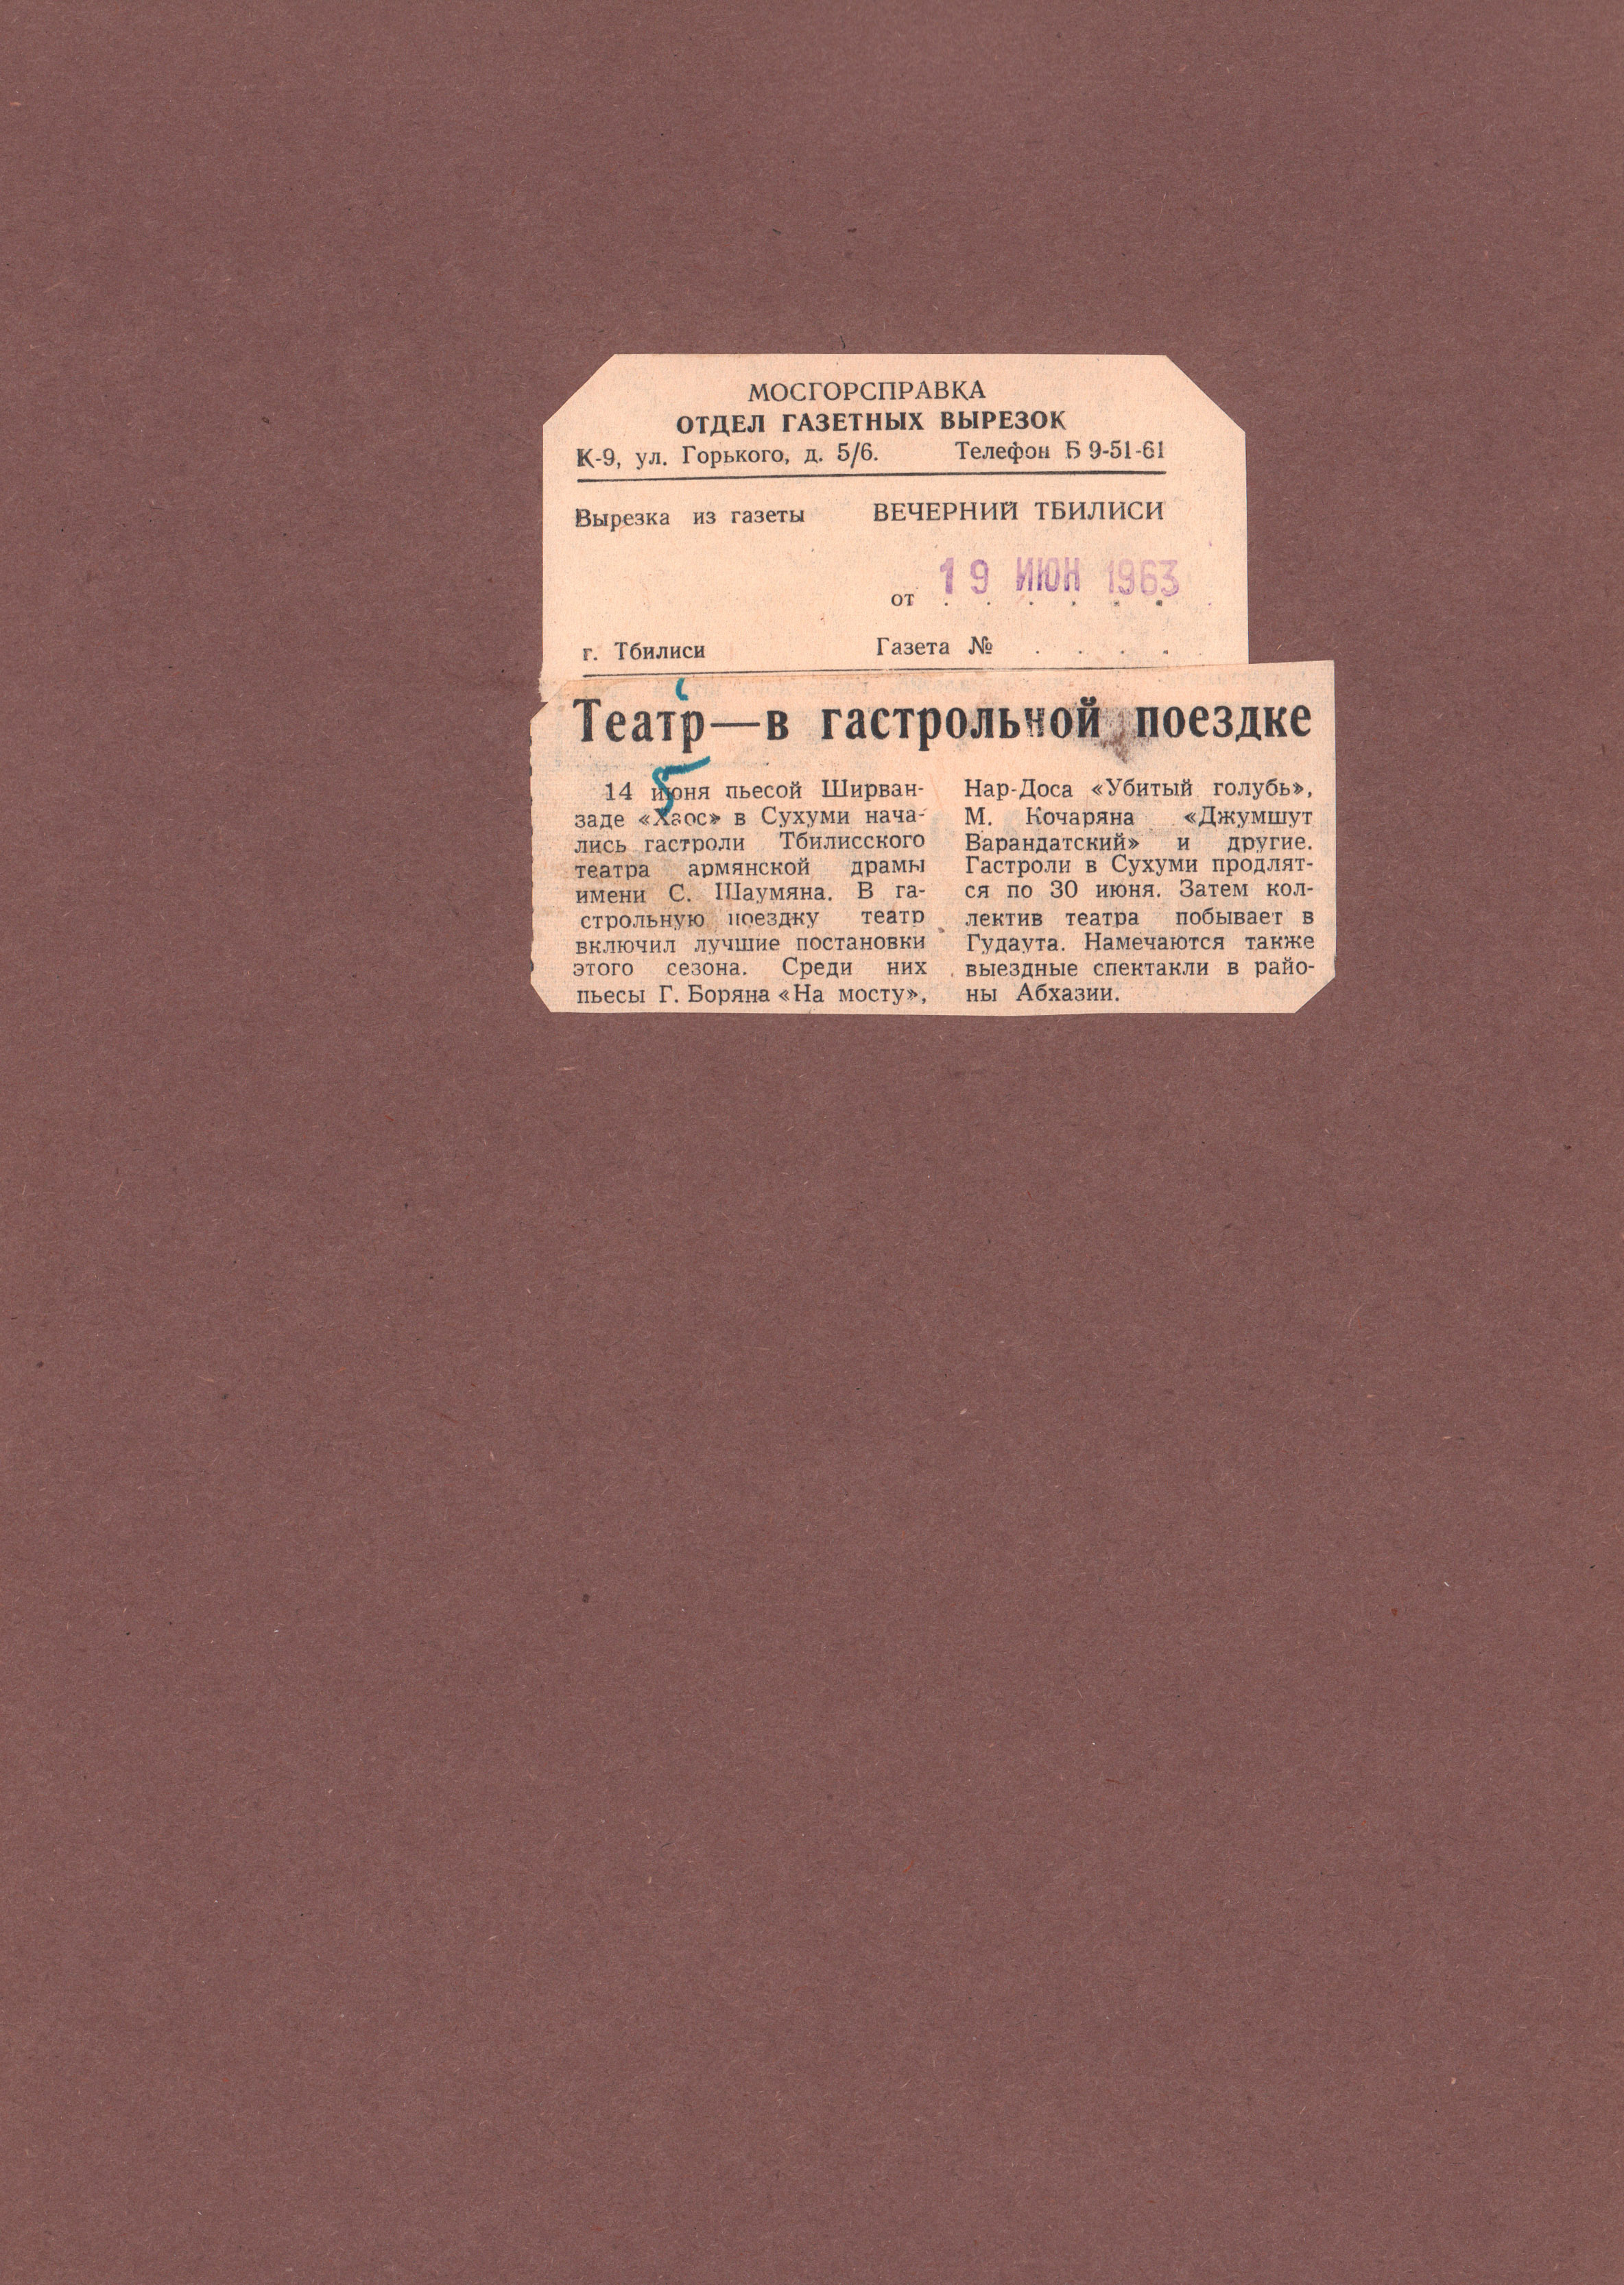 МОСГОРСПРАВКА
ОТДЕЛ ГАЗЕТНЫХ ВЫРЕЗОК
К-9, ул. Горького, д. 5/6. Телефон Б 9-51-61
Вырезка из газеты ВЕЧЕРНИЙ ТБИЛИСИ
от 19 ИЮН 1963
г. Тбилиси Газета № . . . .
Театр—в гастрольной поездке
5
14 июня пьесой Ширван-
заде «Хаос» в Сухуми нача-
лись гастроли Тбилисского
театра армянской драмы
имени С. Шаумяна. В га-
строльную поездку театр
включил лучшие постановки
этого сезона. Среди них
пьесы Г. Боряна «На мосту»,
Нар-Доса «Убитый голубь»,
М. Кочаряна «Джумшут
Варандатский» и другие.
Гастроли в Сухуми продлят-
ся по 30 июня. Затем кол-
лектив театра побывает в
Гудаута. Намечаются также
выездные спектакли в райо-
ны Абхазии.